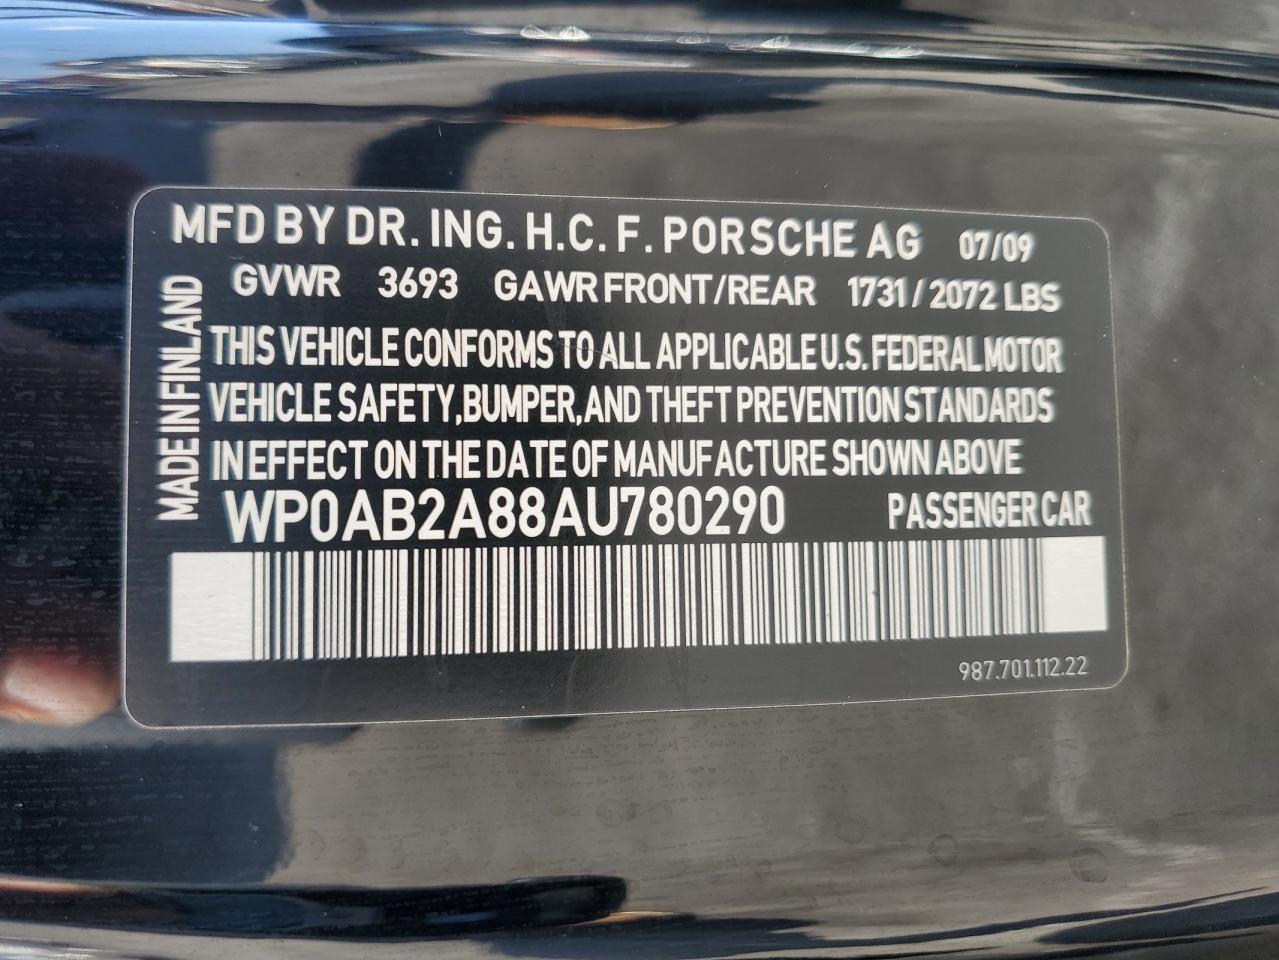 MFD BY DR. ING. H.C. F. PORSCHE AG 07/09
GVWR 3693 GAWR FRONT/REAR 1731/2072 LBS
THIS VEHICLE CONFORMS TO ALL APPLICABLE U.S. FEDERAL MOTOR
VEHICLE SAFETY, BUMPER, AND THEFT PREVENTION STANDARDS
IN EFFECT ON THE DATE OF MANUFACTURE SHOWN ABOVE
WP0AB2A88AU780290 PASSENGER CAR
MADE IN FINLAND
987.701.112.22